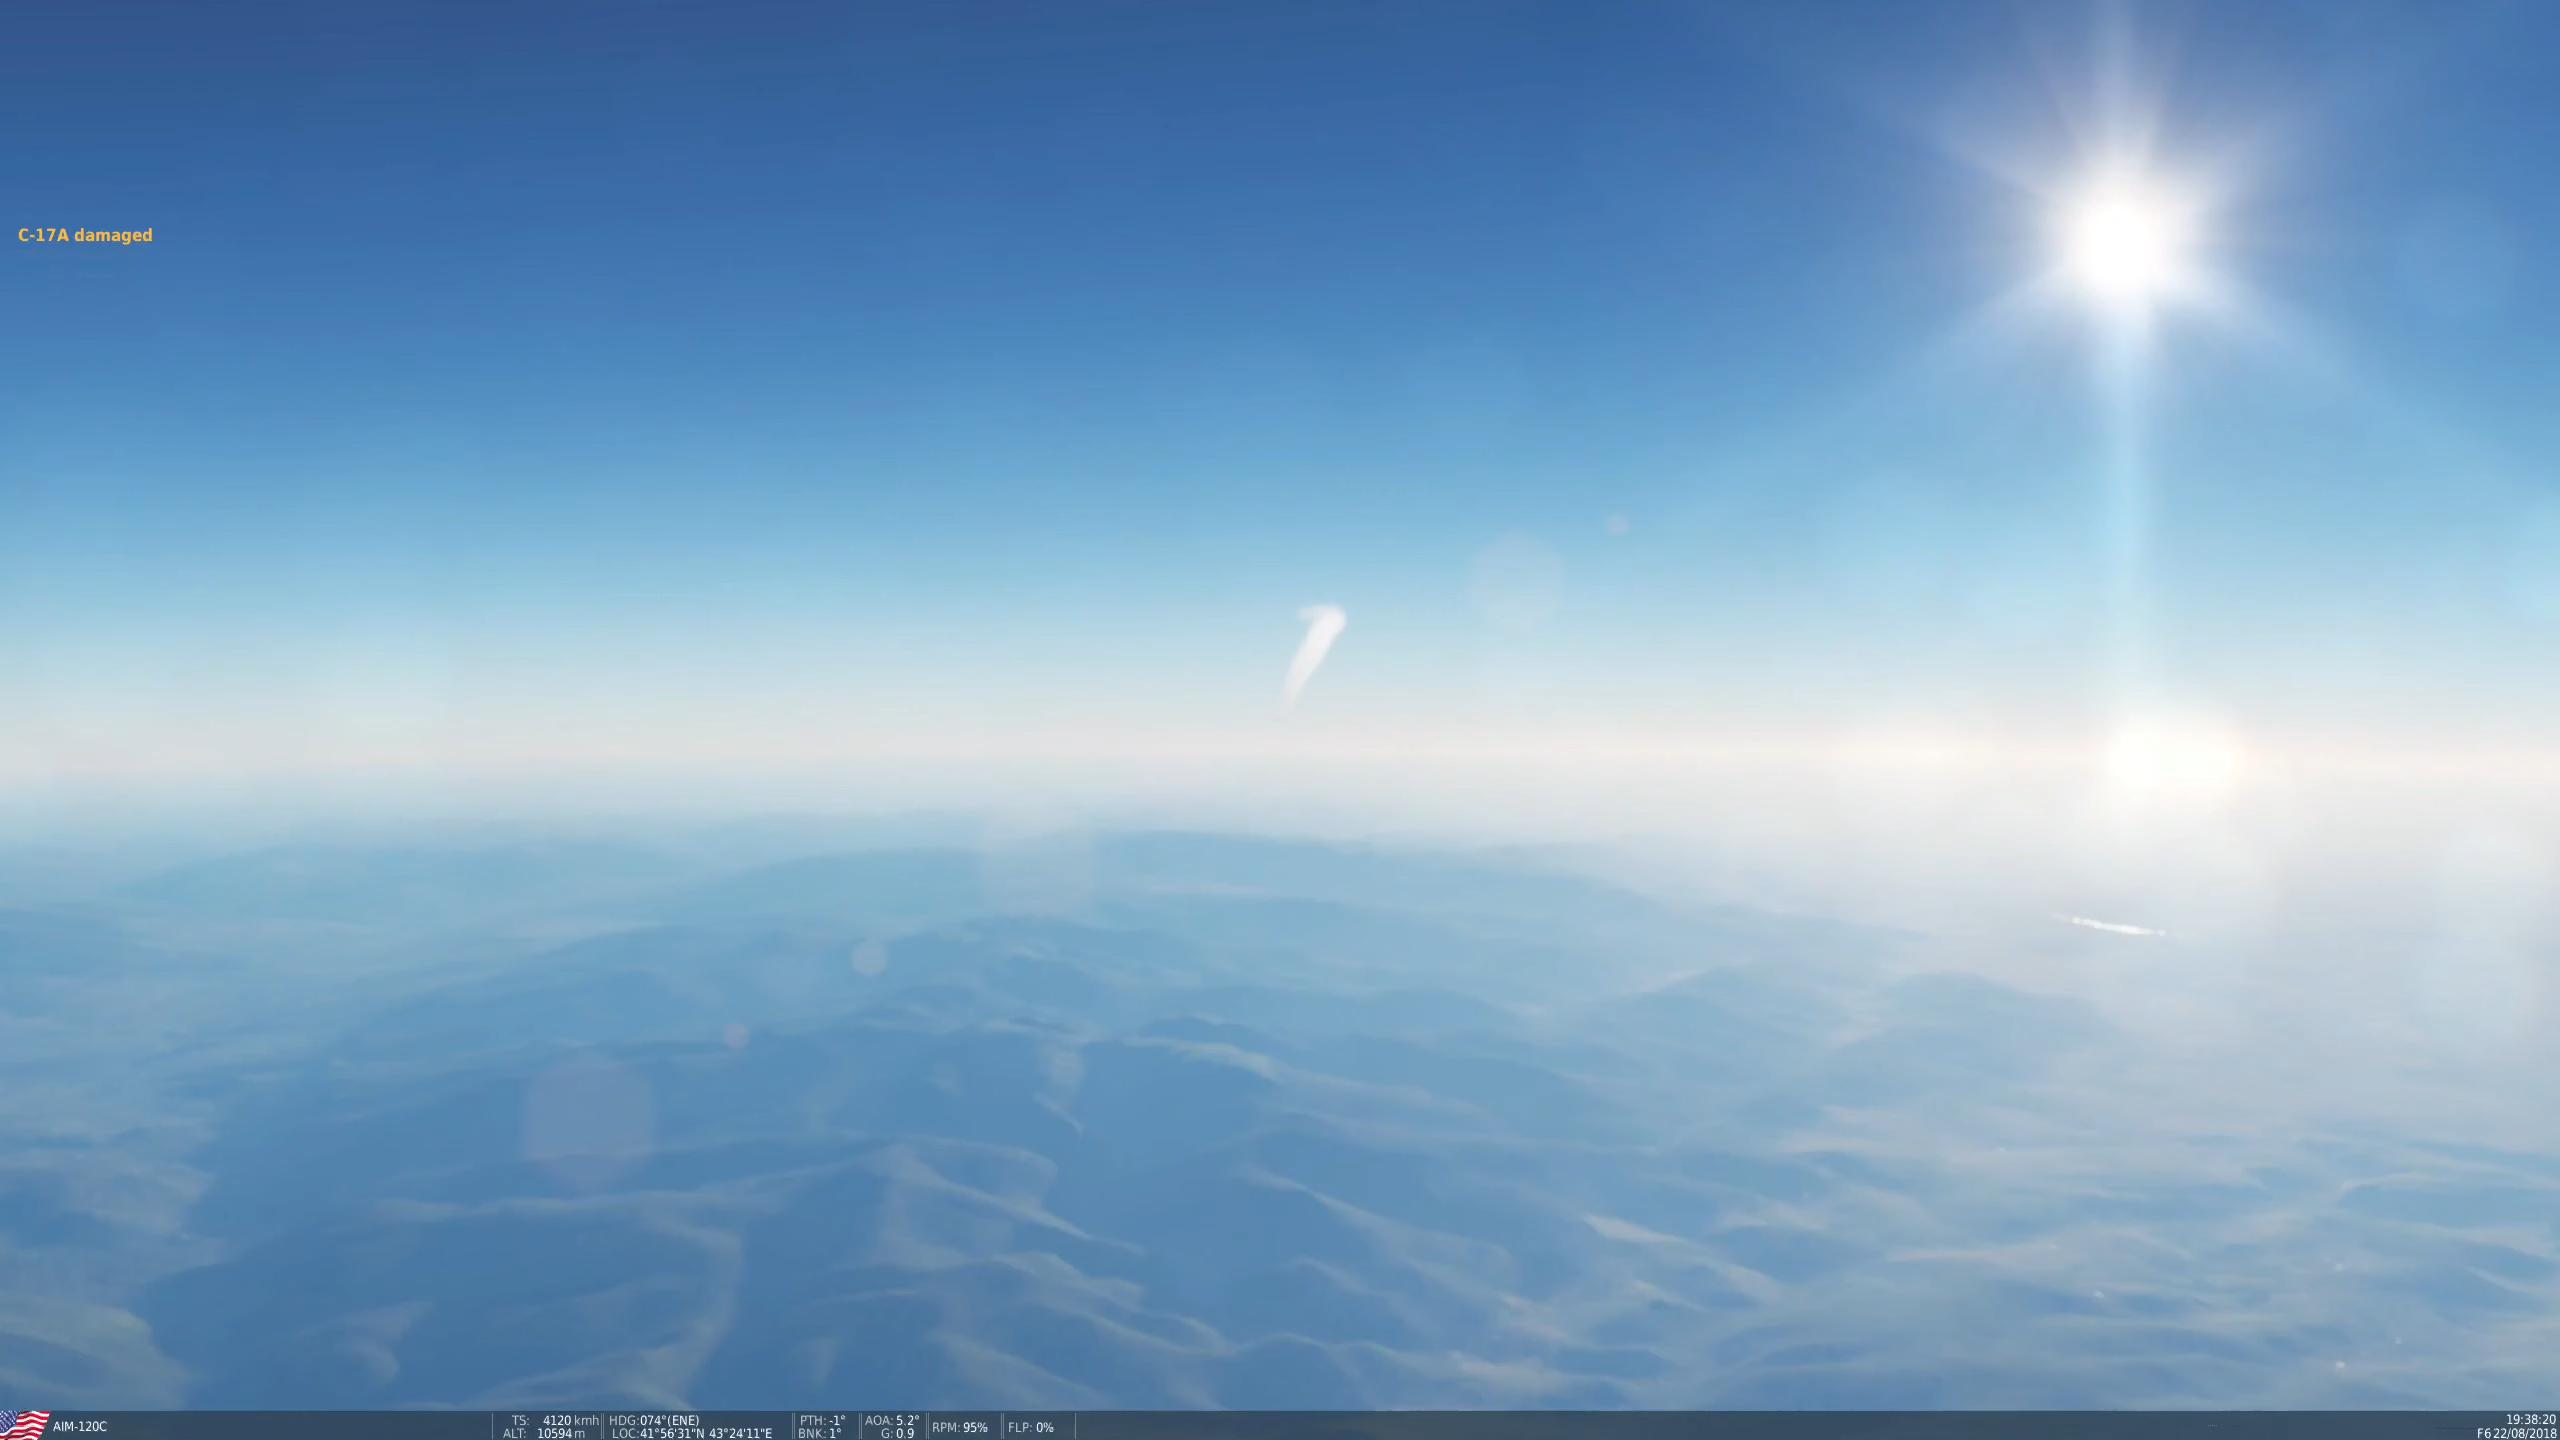 C-17A damaged
AIM-120C
TS: 4120 kmh
ALT: 10594 m
HDG: 074°(ENE)
LOC: 41°56'31"N 43°24'11"E
PTH: -1°
BNK: 1°
AOA: 5.2°
G: 0.9
RPM: 95%
FLP: 0%
19:38:20
F6 22/08/2018